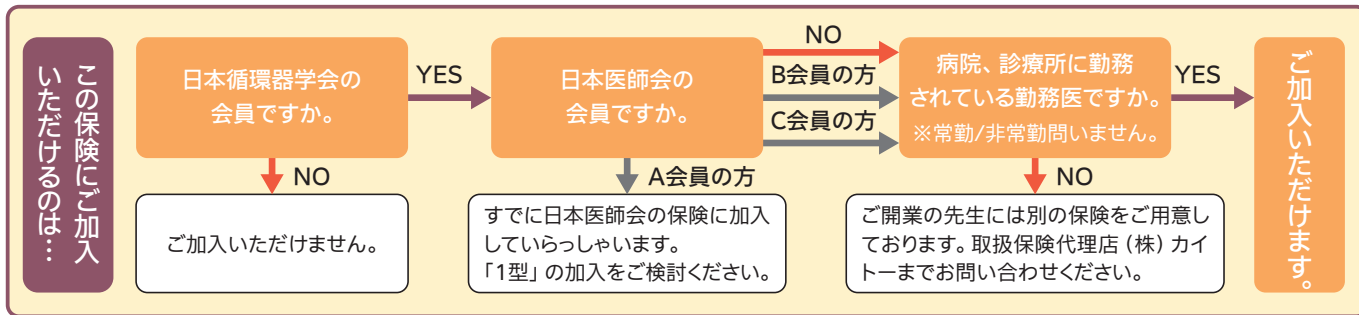 この保険にご加入
いただけるのは…
日本循環器学会の
会員ですか。
YES
NO
ご加入いただけません。
日本医師会の
会員ですか。
NO
B会員の方
C会員の方
A会員の方
すでに日本医師会の保険に加入
していらっしゃいます。
「1型」の加入をご検討ください。
病院、診療所に勤務
されている勤務医ですか。
※常勤/非常勤問いません。
YES
NO
ご開業の先生には別の保険をご用意し
ております。取扱保険代理店(株)カイ
トーまでお問い合わせください。
ご加入いただけます。